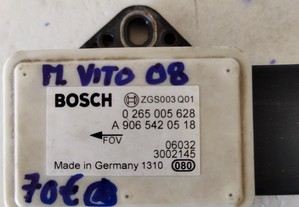 M VITO 08
BOSCH ZGS003 Q01
0 265 005 628
A 906 542 05 18
FOV
06032
3002145
Made in Germany 1310 080
70€